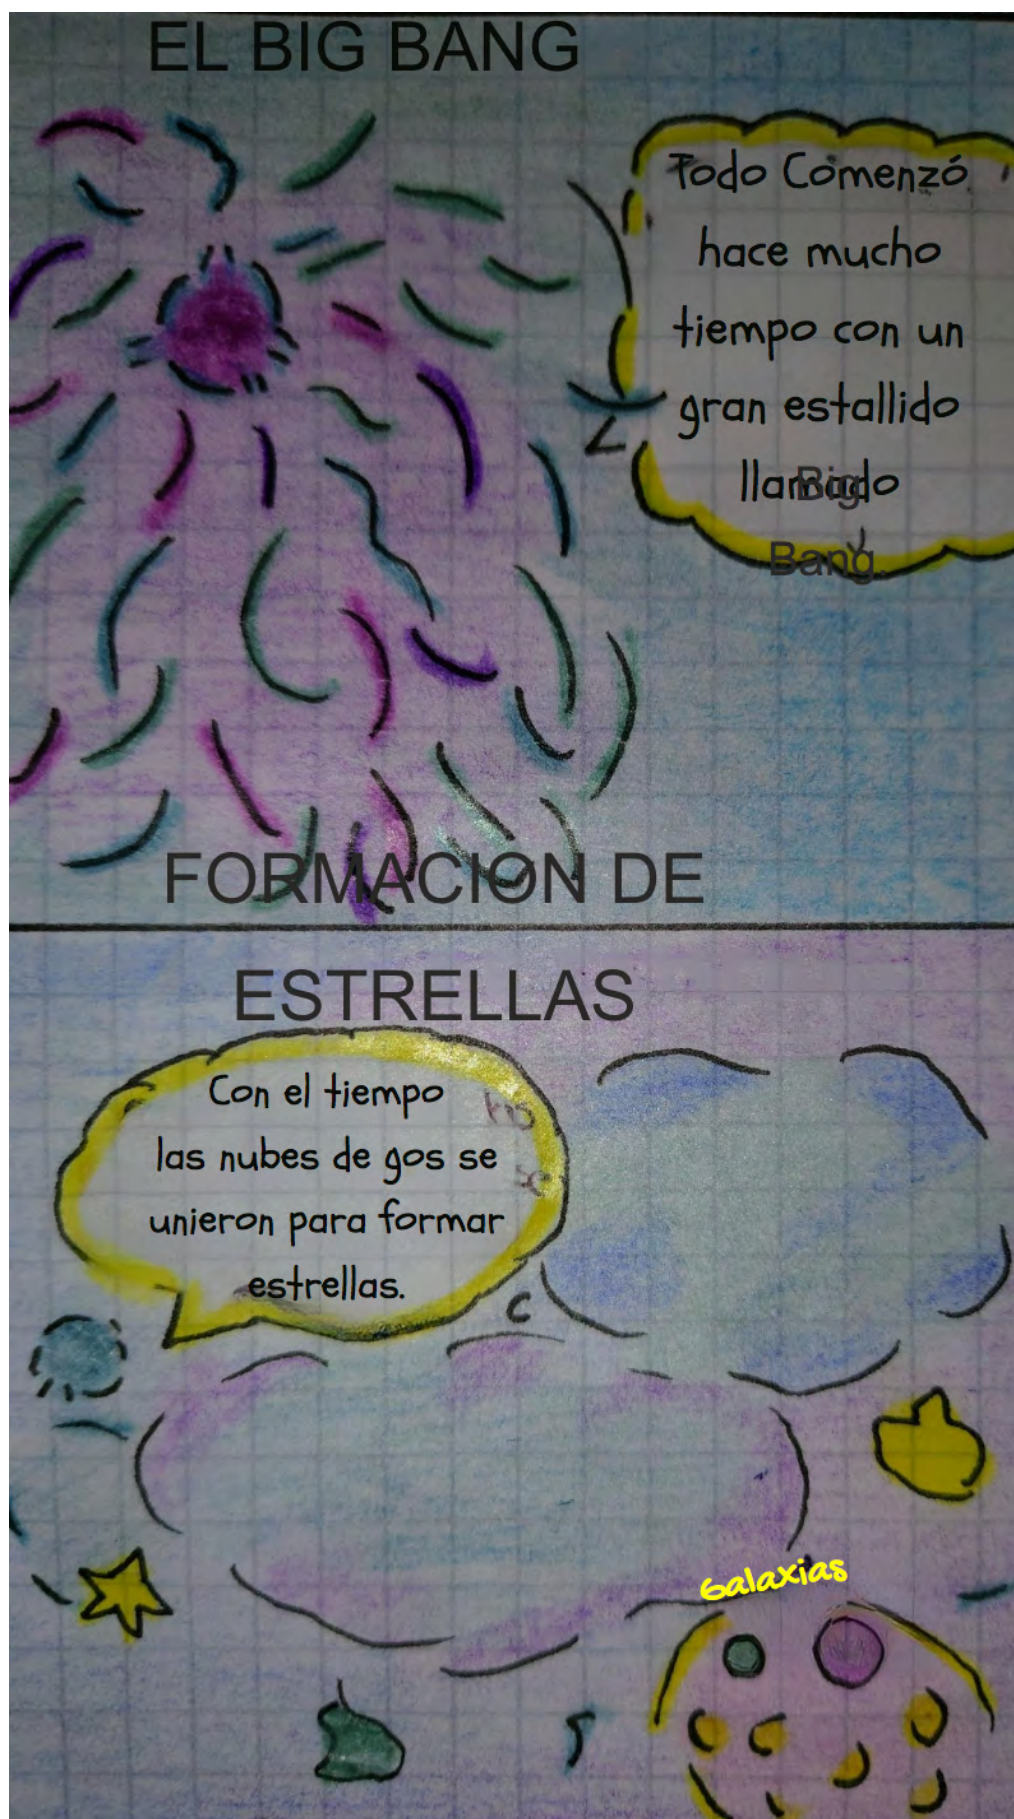 EL BIG BANG
Todo Comenzó
hace mucho
tiempo con un
gran estallido
llamado Big
Bang.
FORMACION DE
ESTRELLAS
Con el tiempo
las nubes de gos se
unieron para formar
estrellas.
Galaxias